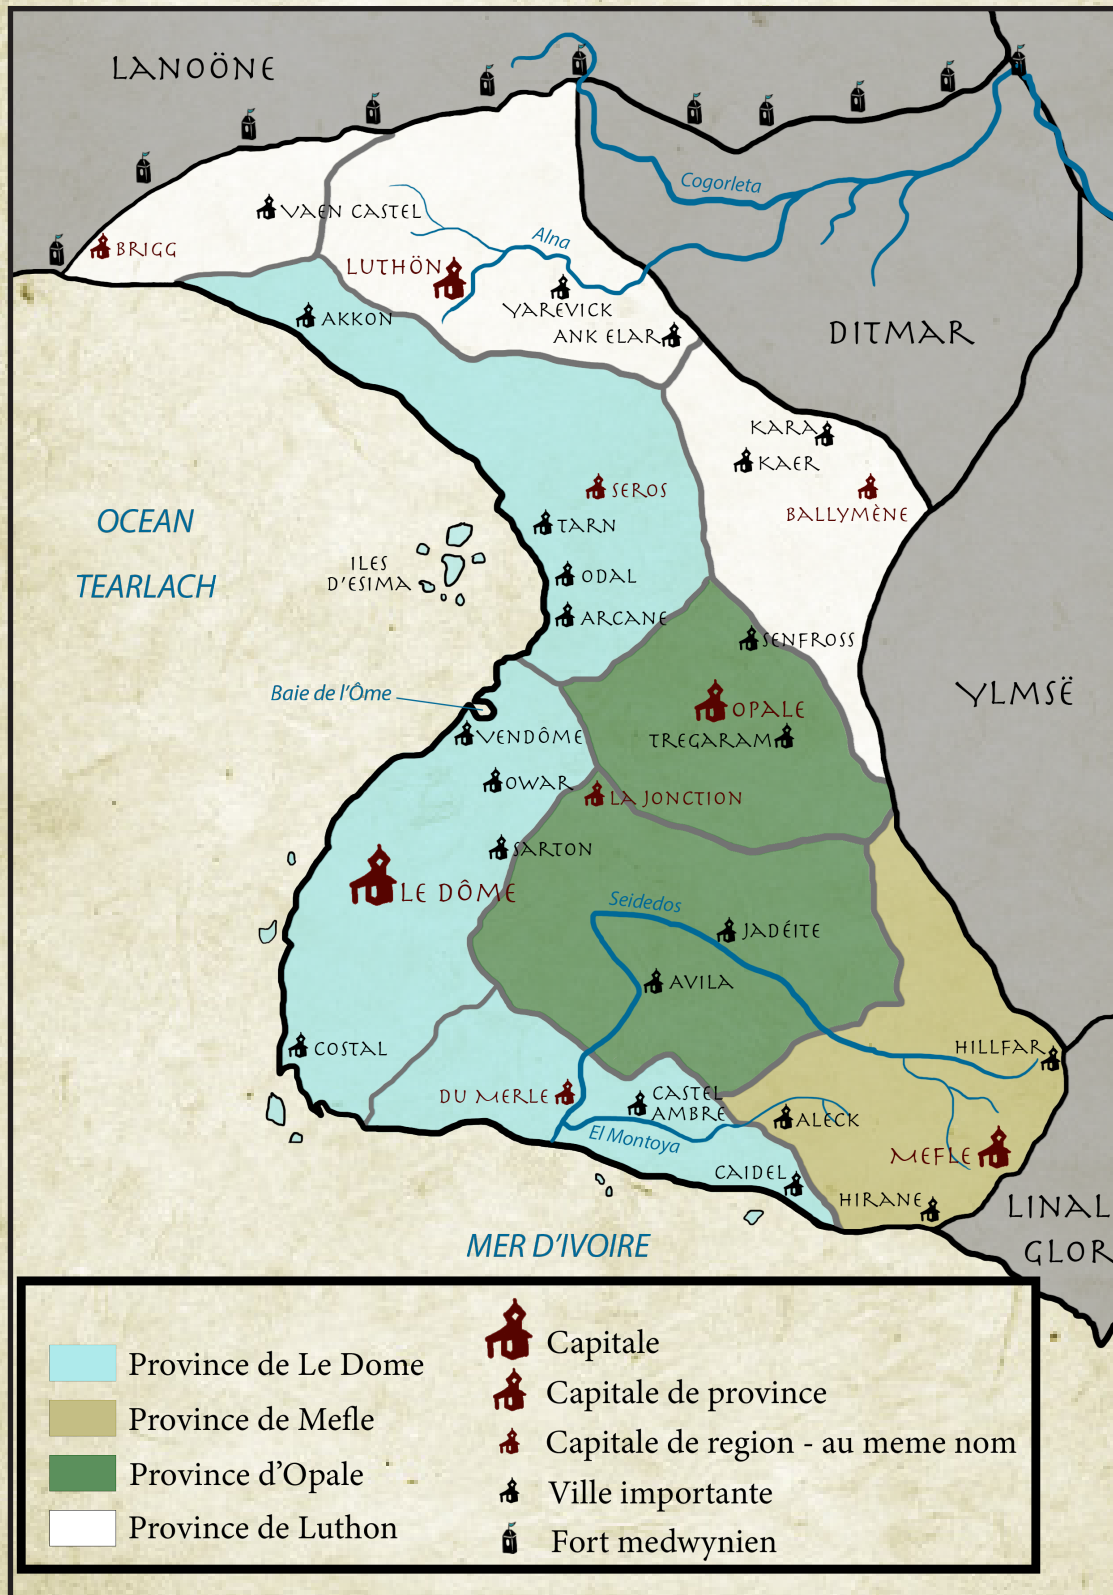 LANOÖNE
Cogorleta
VAEN CASTEL
BRIGG
Alna
LUTHÖN
YAREVICK
AKKON
ANK ELAR
DITMAR
KARA
KAER
SEROS
BALLYMÈNE
OCEAN
TEARLACH
TARN
ILES
D'ESIMA
ODAL
ARCANE
SENFROSS
Baie de l'Ôme
YLMSË
OPALE
VENDÔME
TREGARAM
OWAR
LA JONCTION
SARTON
LE DÔME
Seidedos
JADÉITE
AVILA
COSTAL
HILLFAR
DU MERLE
CASTEL
AMBRE
ALECK
El Montoya
MEFLE
CAIDEL
HIRANE
LINAL
GLOR
MER D'IVOIRE
Province de Le Dome
Province de Mefle
Province d'Opale
Province de Luthon
Capitale
Capitale de province
Capitale de region - au meme nom
Ville importante
Fort medwynien